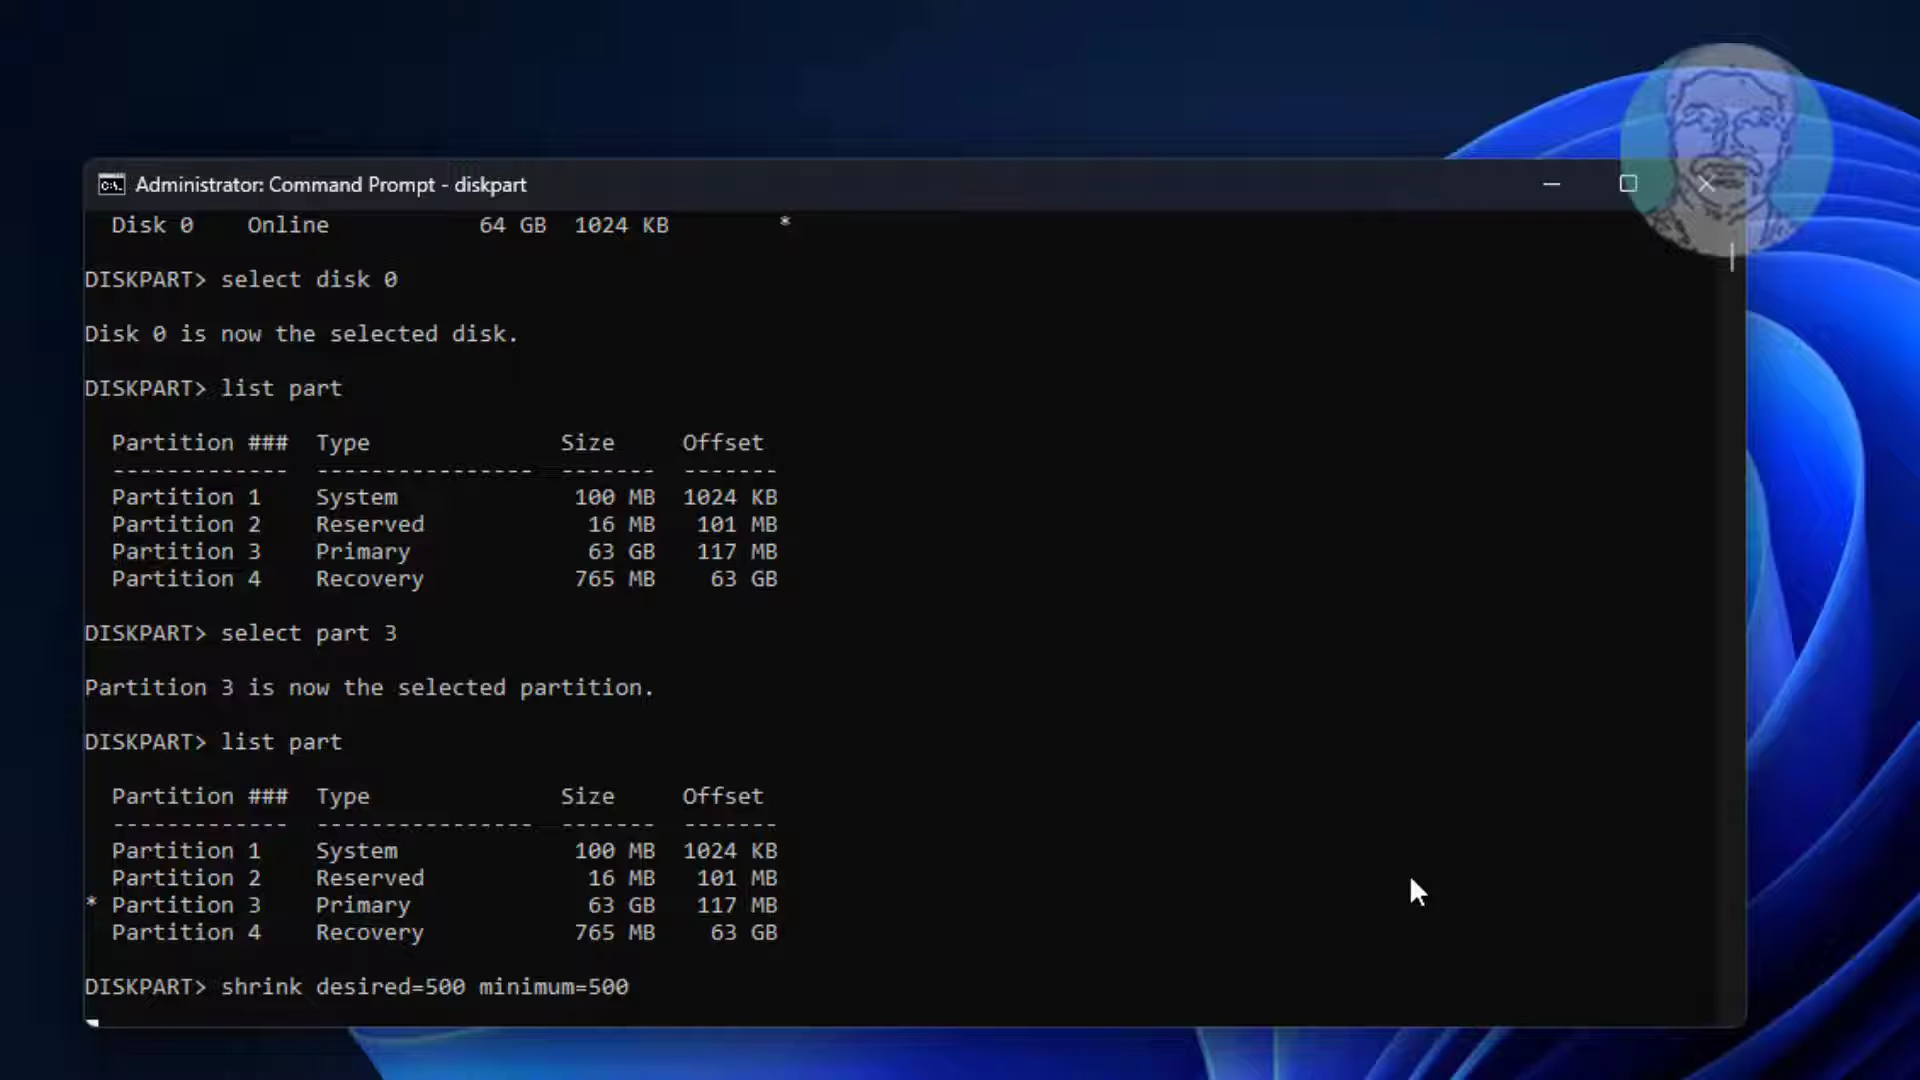 Administrator: Command Prompt - diskpart
Disk 0    Online           64 GB  1024 KB        *
DISKPART> select disk 0
Disk 0 is now the selected disk.
DISKPART> list part
Partition ###  Type              Size     Offset
-------------  ----------------  -------  -------
Partition 1    System             100 MB  1024 KB
Partition 2    Reserved            16 MB   101 MB
Partition 3    Primary             63 GB   117 MB
Partition 4    Recovery           765 MB    63 GB
DISKPART> select part 3
Partition 3 is now the selected partition.
DISKPART> list part
Partition ###  Type              Size     Offset
-------------  ----------------  -------  -------
Partition 1    System             100 MB  1024 KB
Partition 2    Reserved            16 MB   101 MB
* Partition 3    Primary             63 GB   117 MB
Partition 4    Recovery           765 MB    63 GB
DISKPART> shrink desired=500 minimum=500